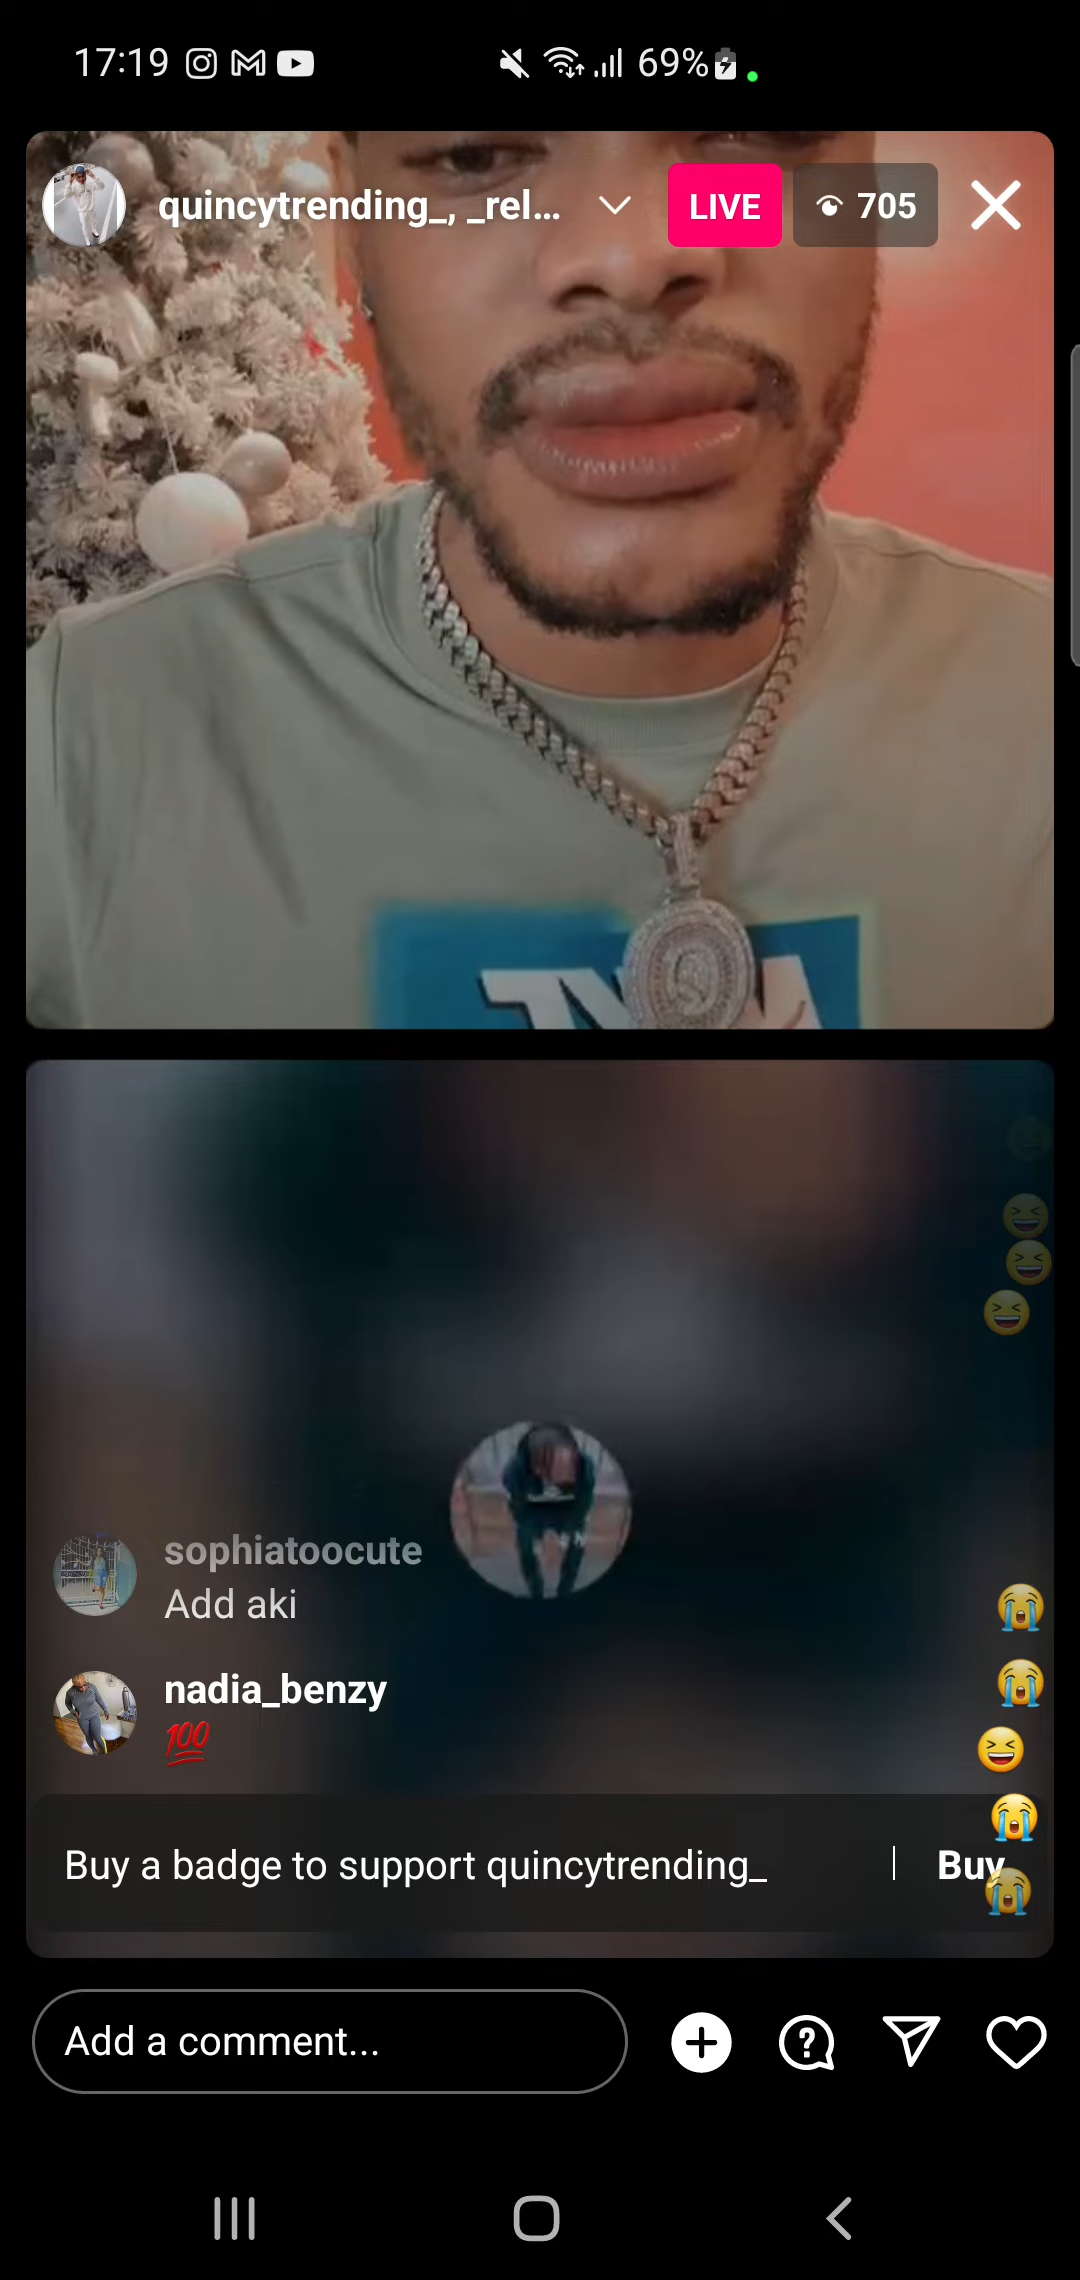 17:19 69%
quincytrending_, _rel... LIVE 705
sophiatoocute
Add aki
nadia_benzy
💯
Buy a badge to support quincytrending_ | Buy
Add a comment...